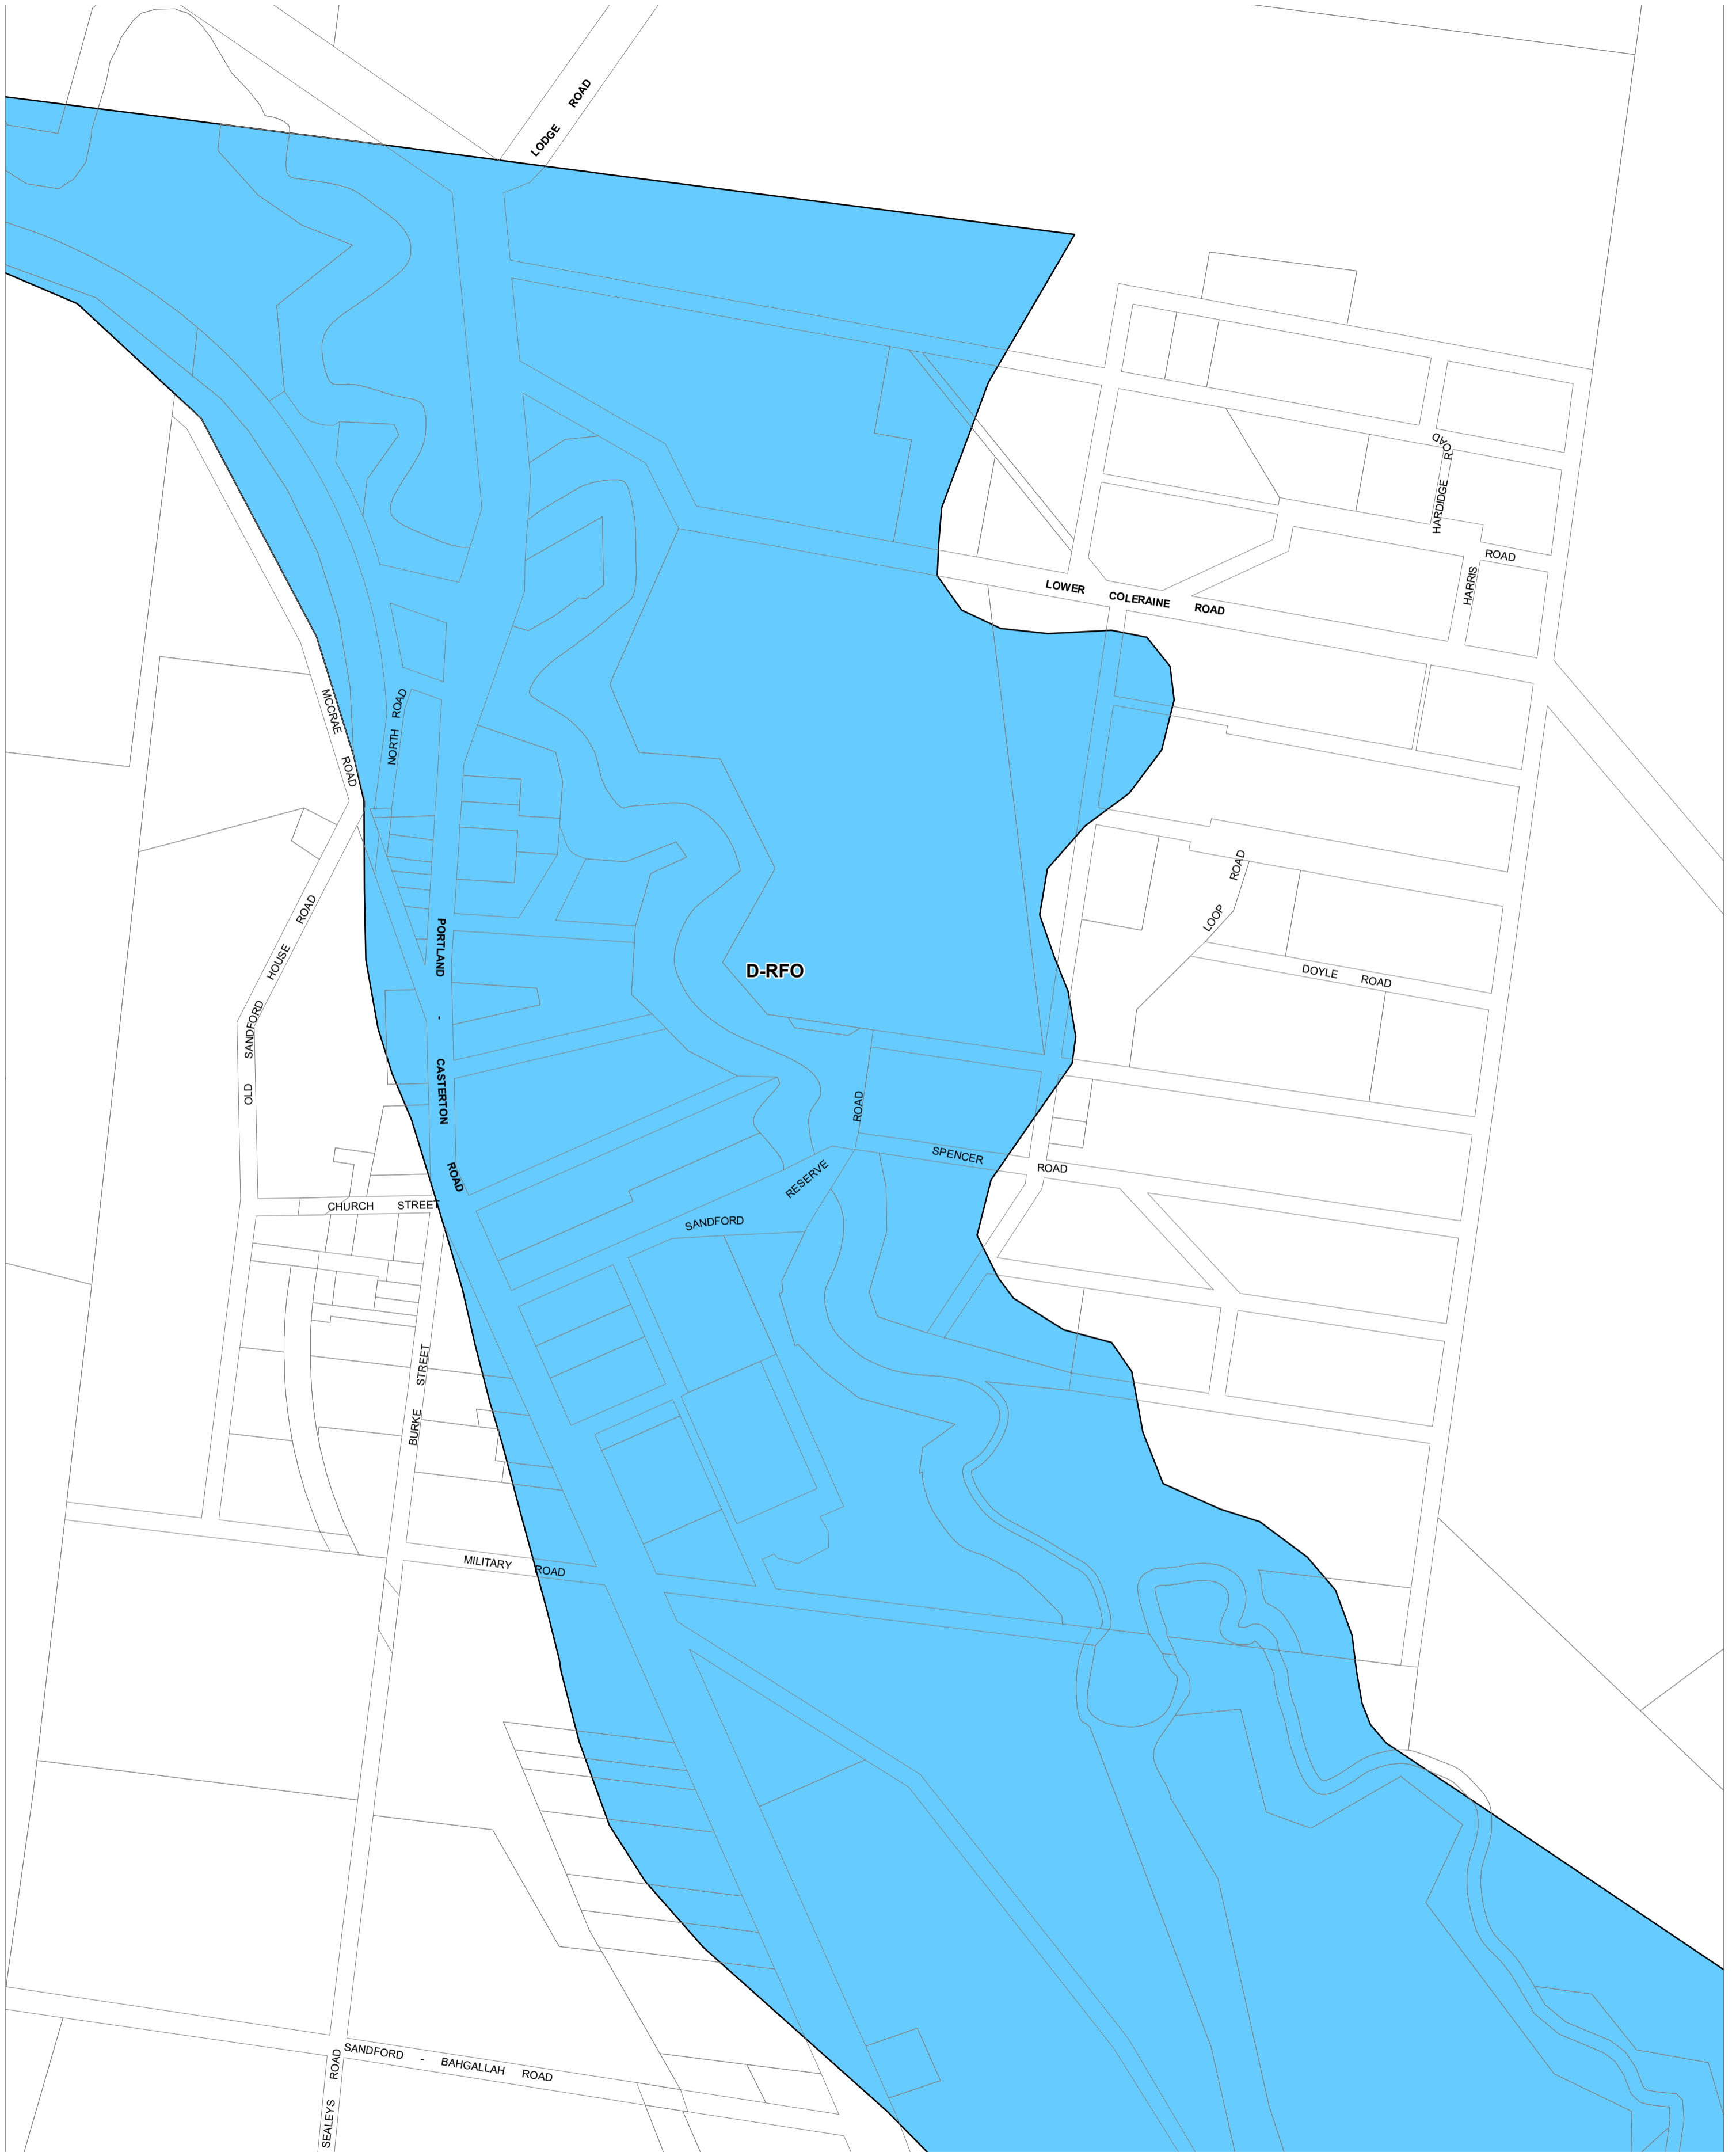 LODGE ROAD
HARDIDGE ROAD
ROAD
HARRIS
LOWER COLERAINE ROAD
MCCRAE ROAD
NORTH ROAD
LOOP ROAD
OLD SANDFORD HOUSE ROAD
PORTLAND - CASTERTON ROAD
D-RFO
DOYLE ROAD
ROAD
SPENCER ROAD
RESERVE
SANDFORD
CHURCH STREET
BURKE STREET
MILITARY ROAD
SANDFORD - BAHGALLAH ROAD
SEALEYS ROAD